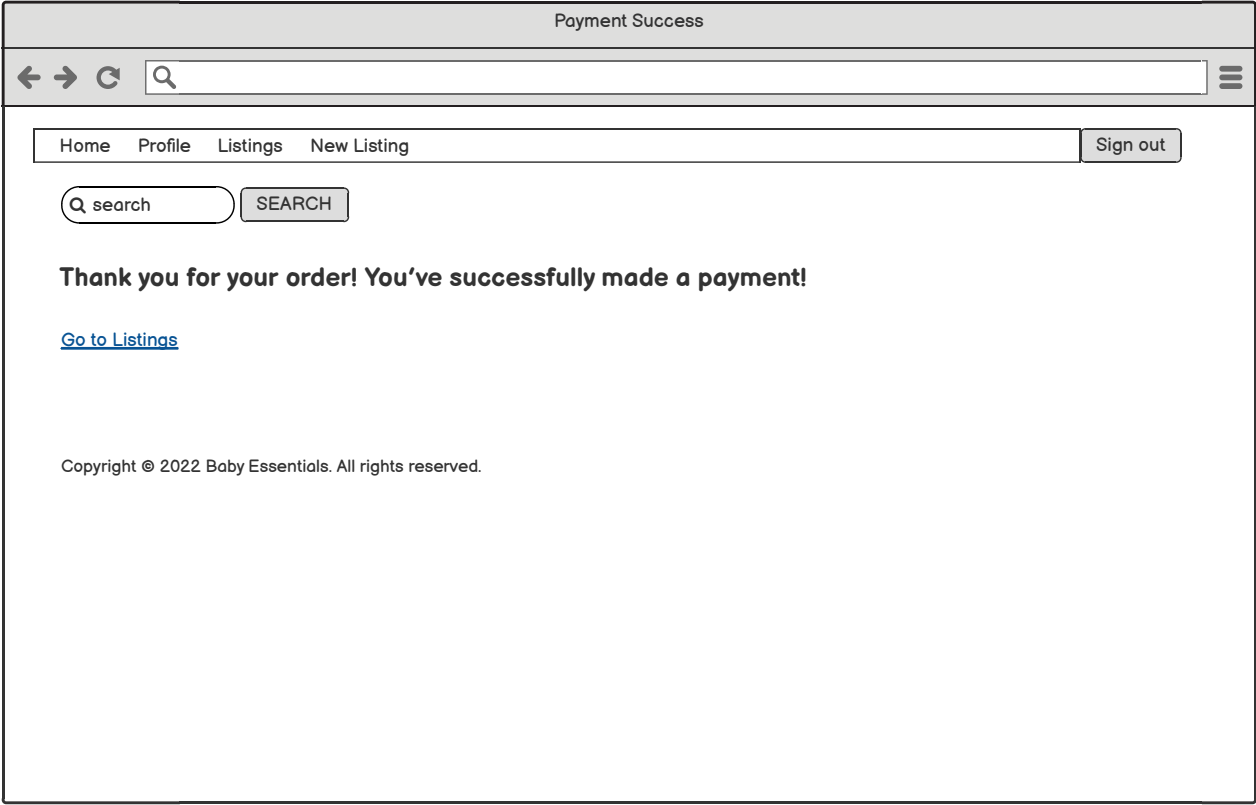 Payment Success
Home Profile Listings New Listing Sign out
search SEARCH
Thank you for your order! You've successfully made a payment!
Go to Listings
Copyright © 2022 Baby Essentials. All rights reserved.